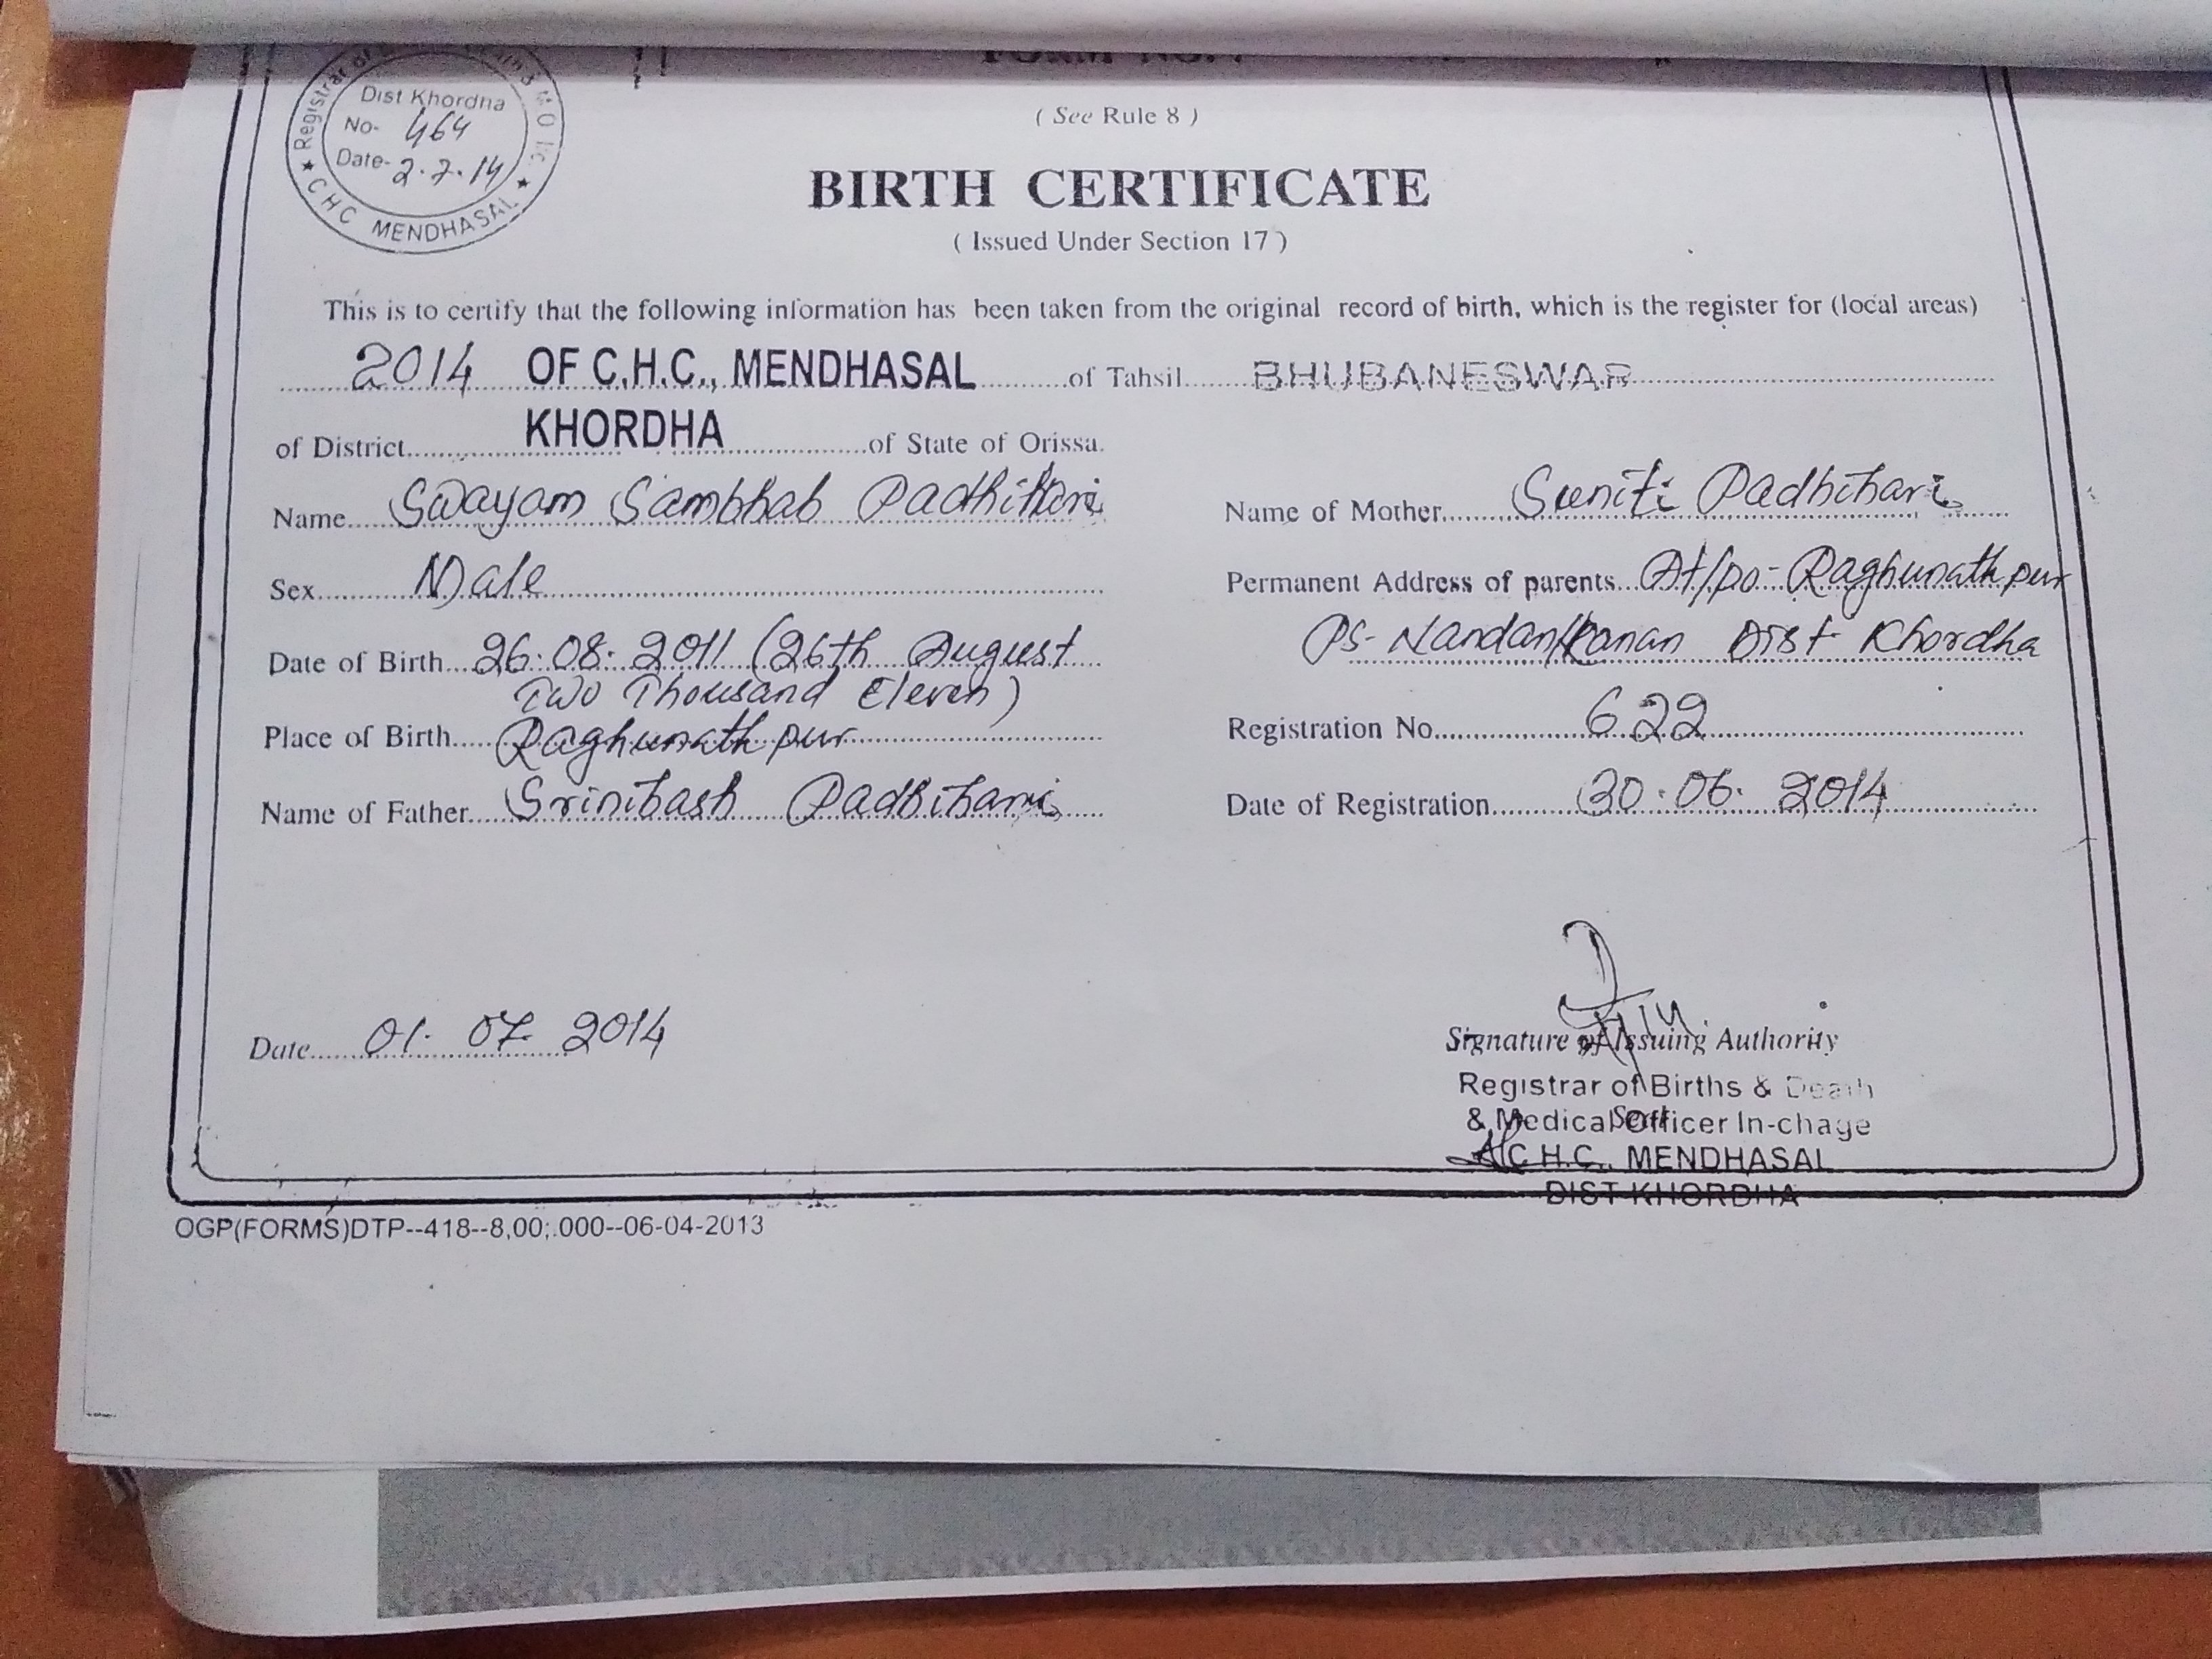 FORM NO.
Registrar of
Dist Khordha
No- 464
Date- 2.7.14
★ CHC MENDHASAL ★
( See Rule 8 )
BIRTH CERTIFICATE
( Issued Under Section 17 )
This is to certify that the following information has been taken from the original record of birth, which is the register for (local areas)
2014 OF C.H.C., MENDHASAL of Tahsil BHUBANESWAR
of District KHORDHA of State of Orissa.
Name Swayam Sambhab Padhihari
Sex Male
Date of Birth 26.08.2011 (26th August
Two Thousand Eleven)
Place of Birth Raghunathpur
Name of Father Srinibash Padhihari
Name of Mother Suniti Padhihari
Permanent Address of parents At/po- Raghunathpur
Ps- Nandankanan Dist Khordha
Registration No. 622
Date of Registration 30.06.2014
Date 01.07.2014
Signature of Issuing Authority
Registrar of Births & Death
& Medical Officer In-chage
C.H.C., MENDHASAL
DIST KHORDHA
OGP(FORMS)DTP--418--8,00;.000--06-04-2013